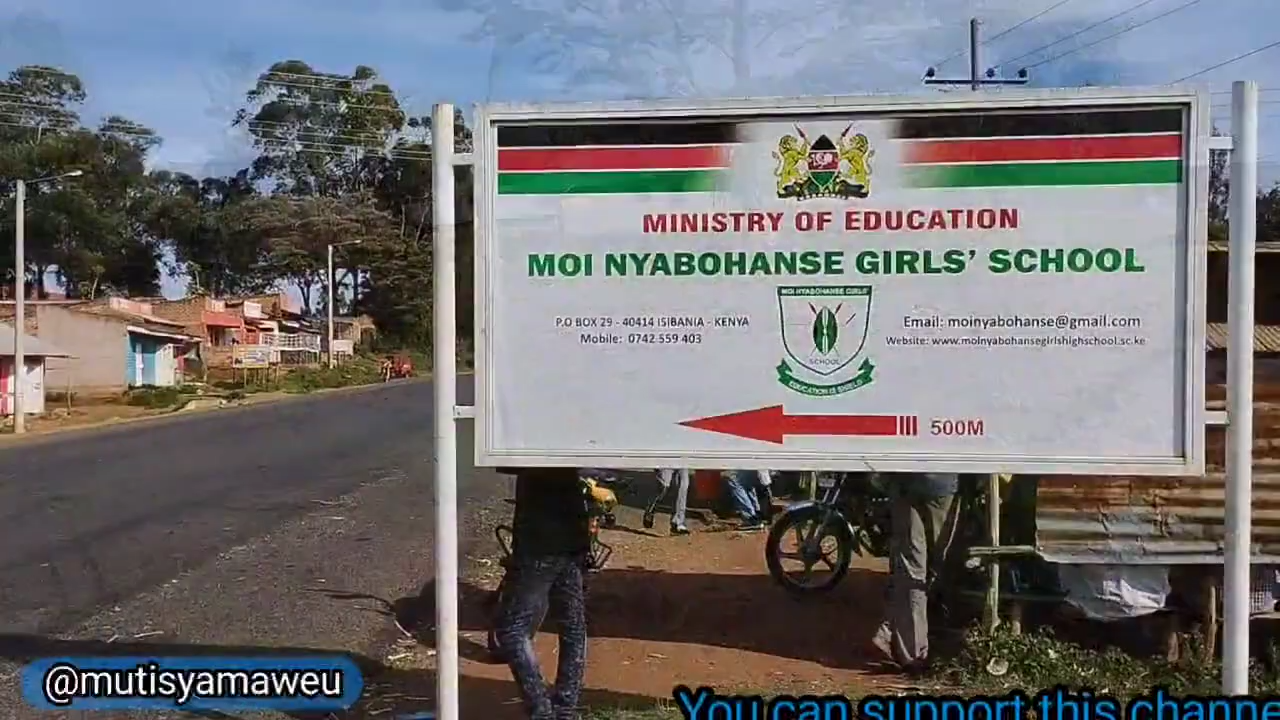 MINISTRY OF EDUCATION
MOI NYABOHANSE GIRLS' SCHOOL
P.O BOX 29 - 40414 ISIBANIA - KENYA
Mobile: 0742 559 403
MOI NYABOHANSE GIRLS'
SCHOOL
EDUCATION IS SHIELD
Email: moinyabohanse@gmail.com
Website: www.moinyabohansegirlshighschool.sc.ke
500M
@mutisyamaweu
You can support this channe